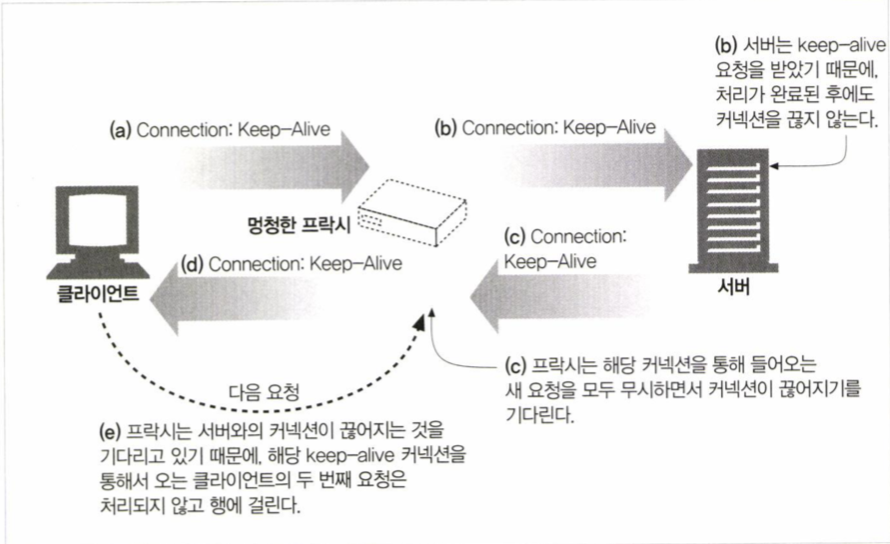 (b) 서버는 keep-alive
요청을 받았기 때문에,
처리가 완료된 후에도
커넥션을 끊지 않는다.
(a) Connection: Keep-Alive
(b) Connection: Keep-Alive
멍청한 프락시
(c) Connection:
Keep-Alive
(d) Connection: Keep-Alive
클라이언트
서버
(c) 프락시는 해당 커넥션을 통해 들어오는
새 요청을 모두 무시하면서 커넥션이 끊어지기를
기다린다.
다음 요청
(e) 프락시는 서버와의 커넥션이 끊어지는 것을
기다리고 있기 때문에, 해당 keep-alive 커넥션을
통해서 오는 클라이언트의 두 번째 요청은
처리되지 않고 행에 걸린다.